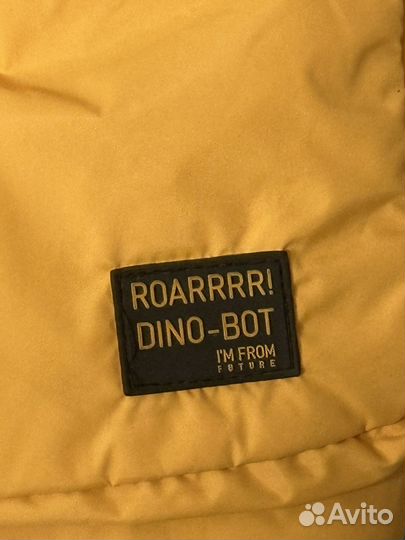 ROARRRR!
DINO-BOT
I'M FROM
FUTURE
Avito